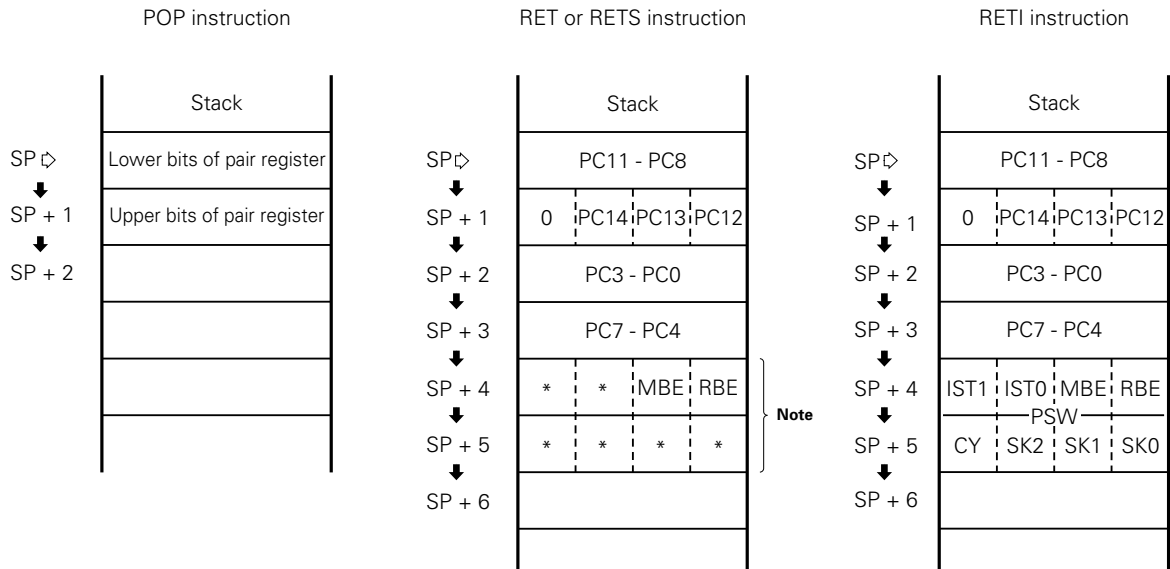 POP instruction
Stack
SP
Lower bits of pair register
SP + 1
Upper bits of pair register
SP + 2
RET or RETS instruction
Stack
SP
PC11 - PC8
SP + 1
0 PC14 PC13 PC12
SP + 2
PC3 - PC0
SP + 3
PC7 - PC4
SP + 4
* * MBE RBE
SP + 5
* * * *
Note
SP + 6
RETI instruction
Stack
SP
PC11 - PC8
SP + 1
0 PC14 PC13 PC12
SP + 2
PC3 - PC0
SP + 3
PC7 - PC4
SP + 4
IST1 IST0 MBE RBE
PSW
SP + 5
CY SK2 SK1 SK0
SP + 6